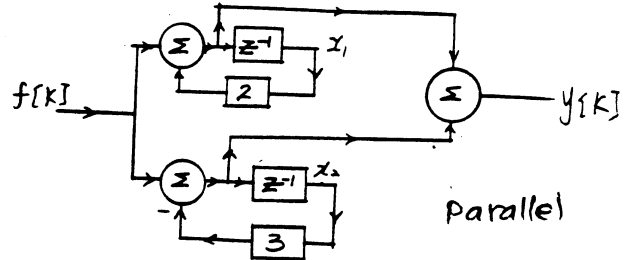 Σ z⁻¹ x₁
2
f[k] Σ y[k]
Σ z⁻¹ x₂
- 3 parallel